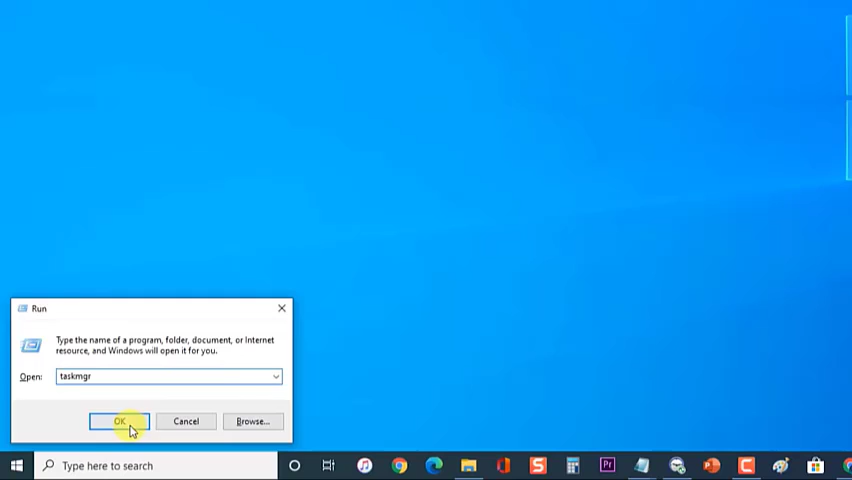 Run
Type the name of a program, folder, document, or Internet
resource, and Windows will open it for you.
Open: taskmgr
OK Cancel Browse...
Type here to search